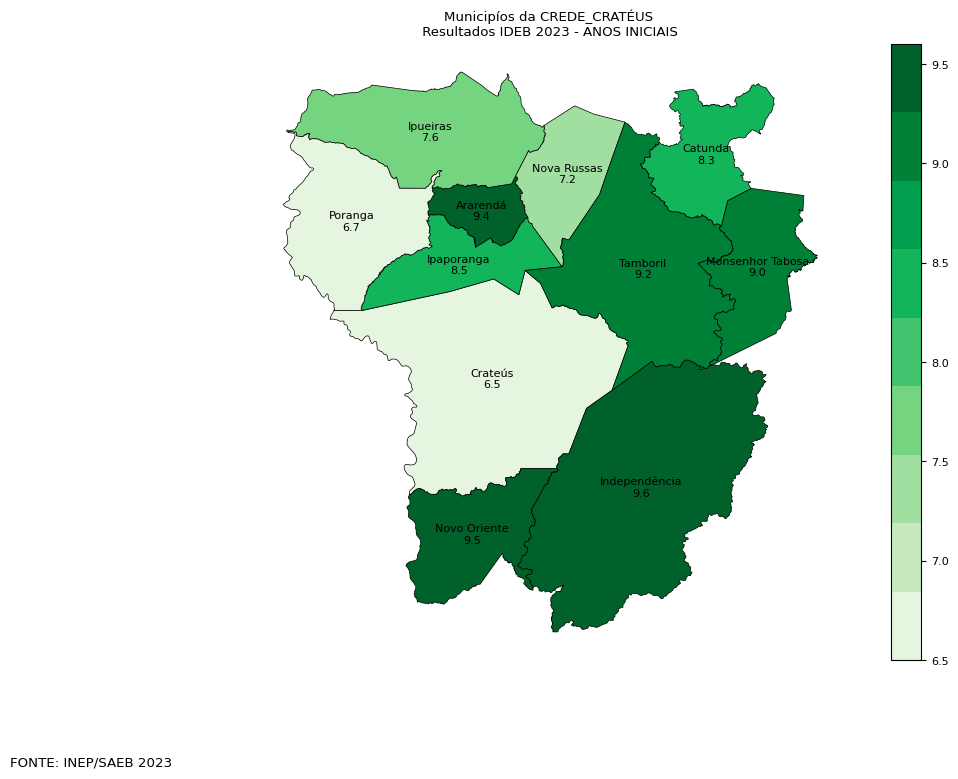 Municipíos da CREDE_CRATÉUS
Resultados IDEB 2023 - ANOS INICIAIS
9.5
Ipueiras
7.6
Catunda
8.3
9.0
Nova Russas
7.2
Ararendá
9.4
Poranga
6.7
8.5
Ipaporanga
8.5
Tamboril
9.2
Monsenhor Tabosa
9.0
8.0
Crateús
6.5
7.5
Independência
9.6
Novo Oriente
9.5
7.0
6.5
FONTE: INEP/SAEB 2023